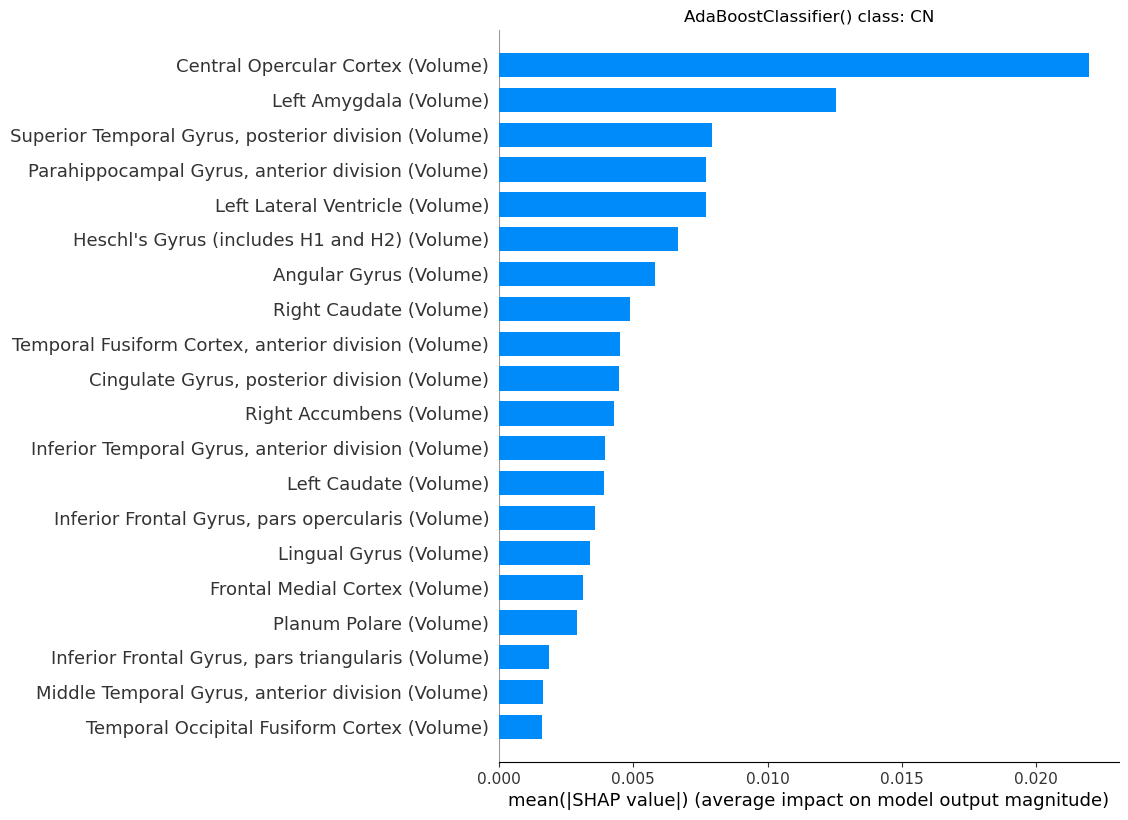 AdaBoostClassifier() class: CN
Central Opercular Cortex (Volume)
Left Amygdala (Volume)
Superior Temporal Gyrus, posterior division (Volume)
Parahippocampal Gyrus, anterior division (Volume)
Left Lateral Ventricle (Volume)
Heschl's Gyrus (includes H1 and H2) (Volume)
Angular Gyrus (Volume)
Right Caudate (Volume)
Temporal Fusiform Cortex, anterior division (Volume)
Cingulate Gyrus, posterior division (Volume)
Right Accumbens (Volume)
Inferior Temporal Gyrus, anterior division (Volume)
Left Caudate (Volume)
Inferior Frontal Gyrus, pars opercularis (Volume)
Lingual Gyrus (Volume)
Frontal Medial Cortex (Volume)
Planum Polare (Volume)
Inferior Frontal Gyrus, pars triangularis (Volume)
Middle Temporal Gyrus, anterior division (Volume)
Temporal Occipital Fusiform Cortex (Volume)
0.000 0.005 0.010 0.015 0.020
mean(|SHAP value|) (average impact on model output magnitude)